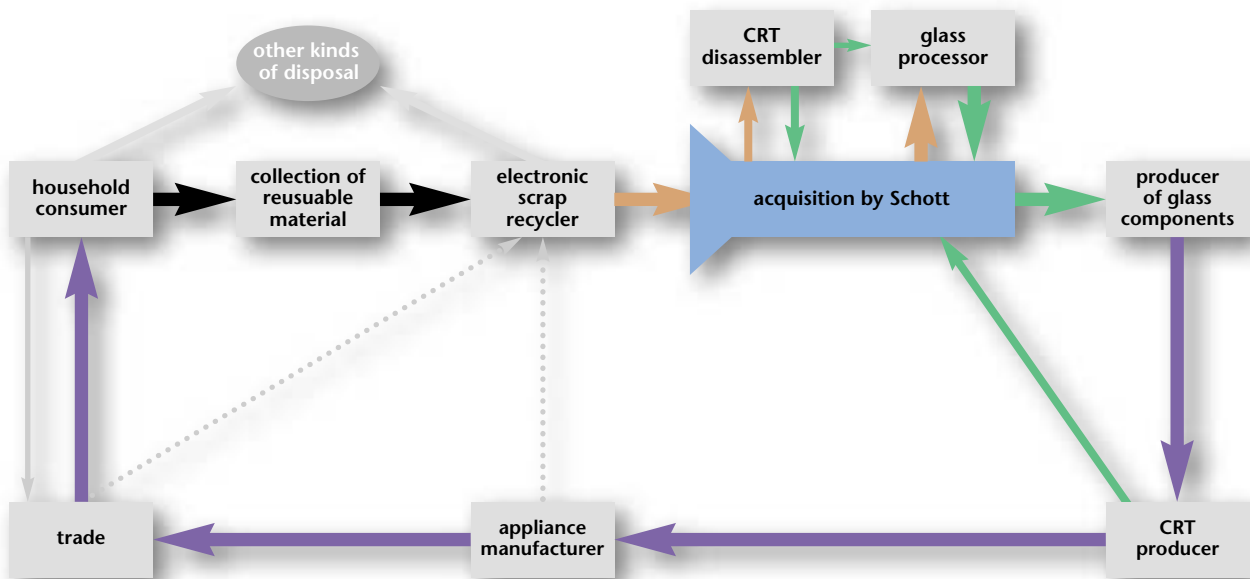 other kinds
of disposal
CRT
disassembler
glass
processor
household
consumer
collection of
reusuable
material
electronic
scrap
recycler
acquisition by Schott
producer
of glass
components
trade
appliance
manufacturer
CRT
producer